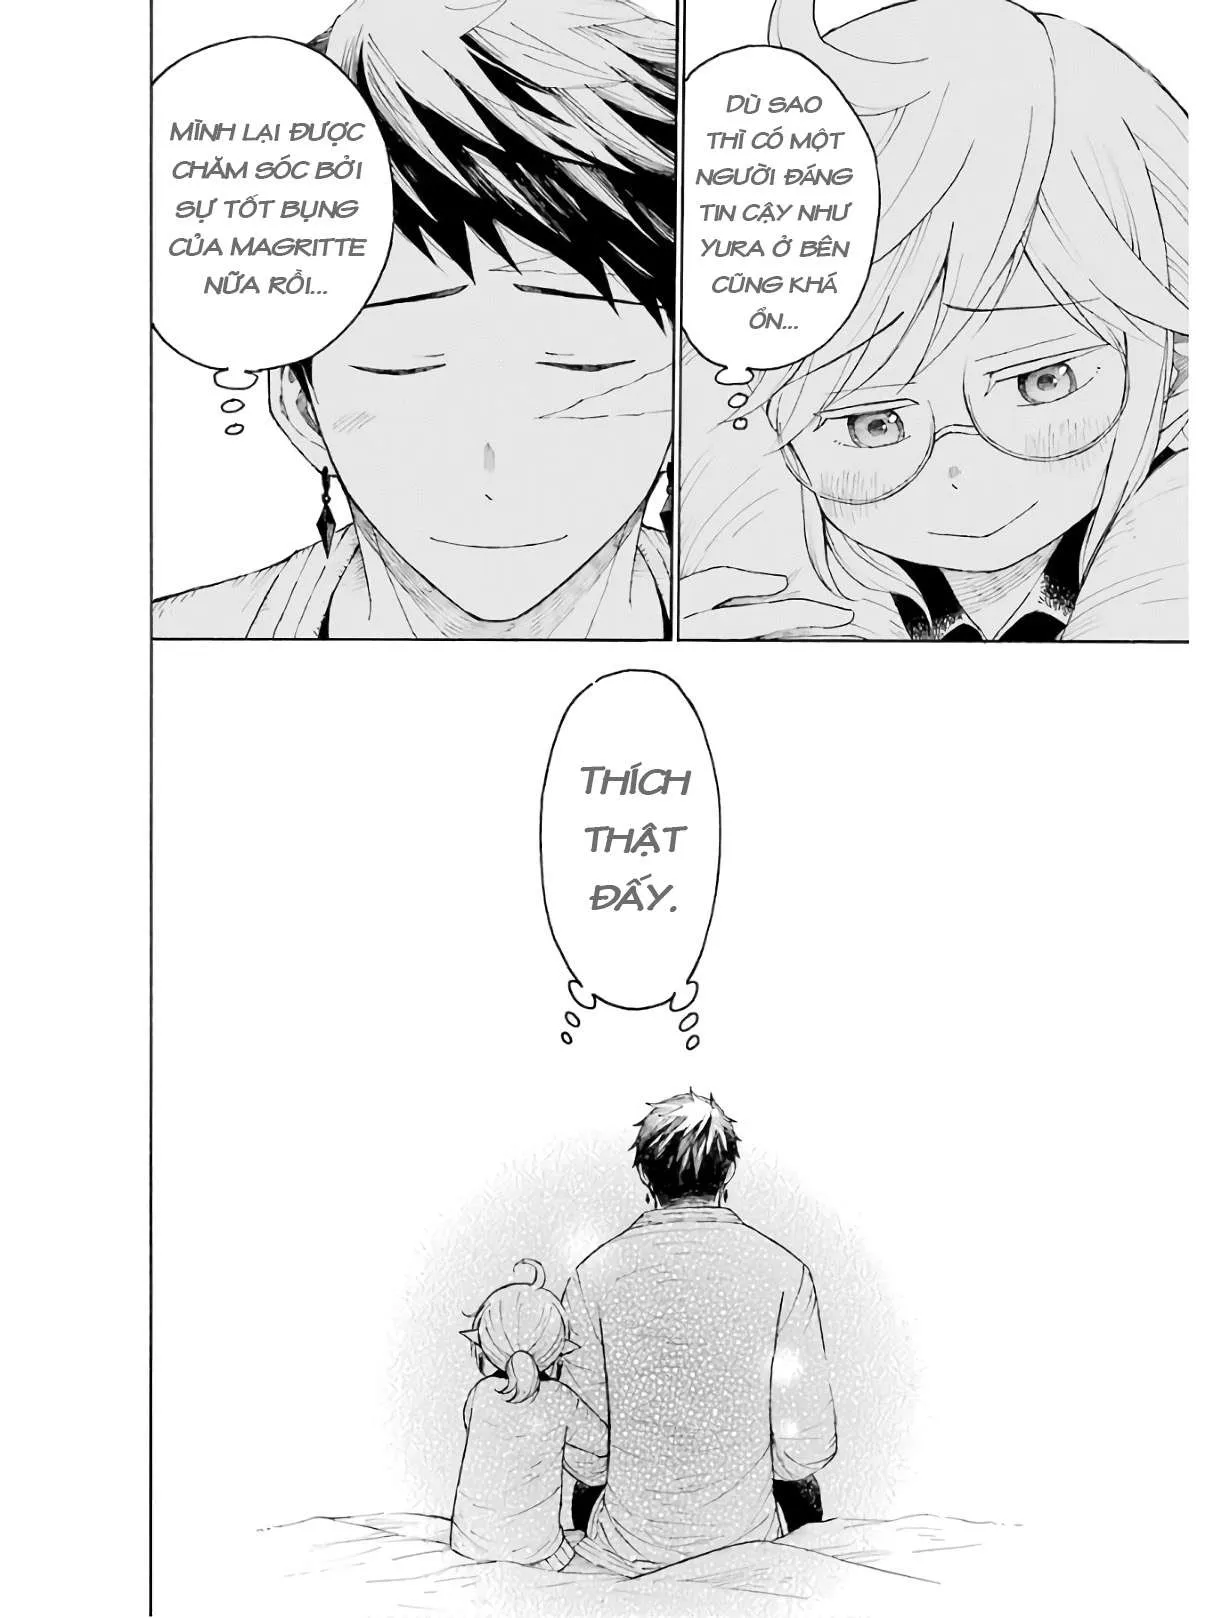 DÙ SAO
THÌ CÓ MỘT
NGƯỜI ĐÁNG
TIN CẬY NHƯ
YURA Ở BÊN
CŨNG KHÁ
ỔN...
MÌNH LẠI ĐƯỢC
CHĂM SÓC BỞI
SỰ TỐT BỤNG
CỦA MAGRITTE
NỮA RỒI...
THÍCH
THẬT
ĐẤY.